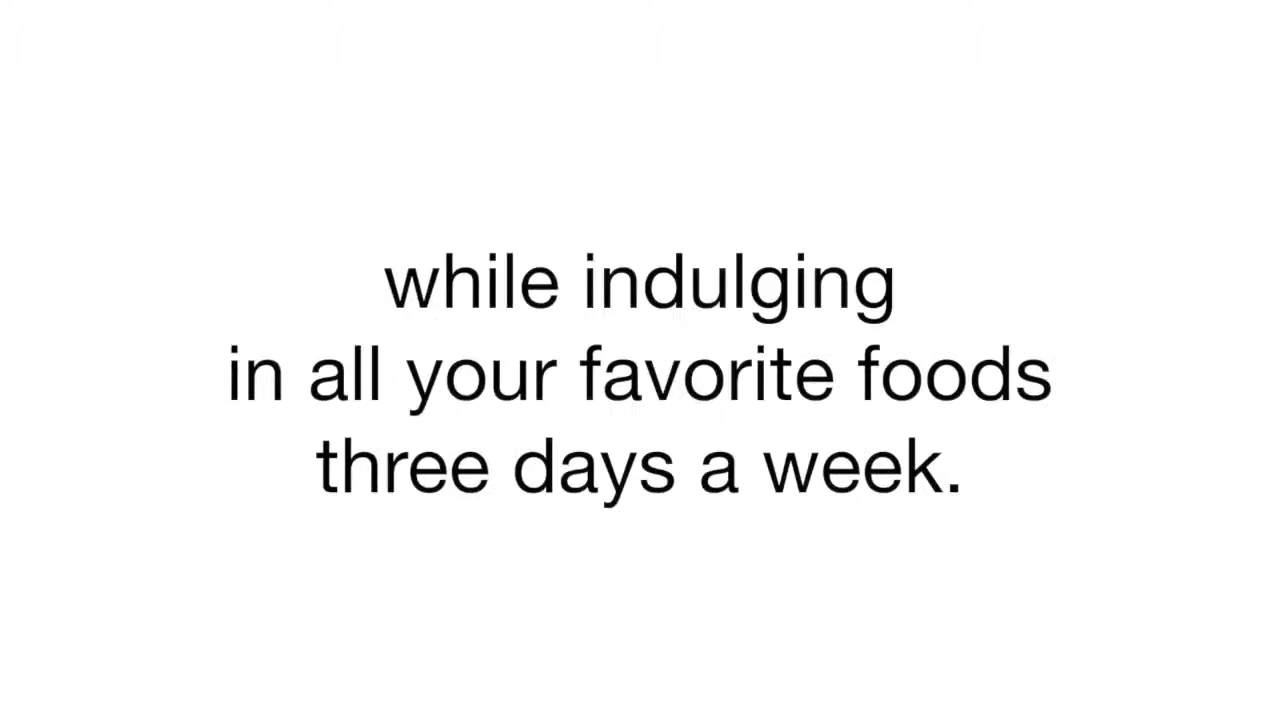 while indulging
in all your favorite foods
three days a week.